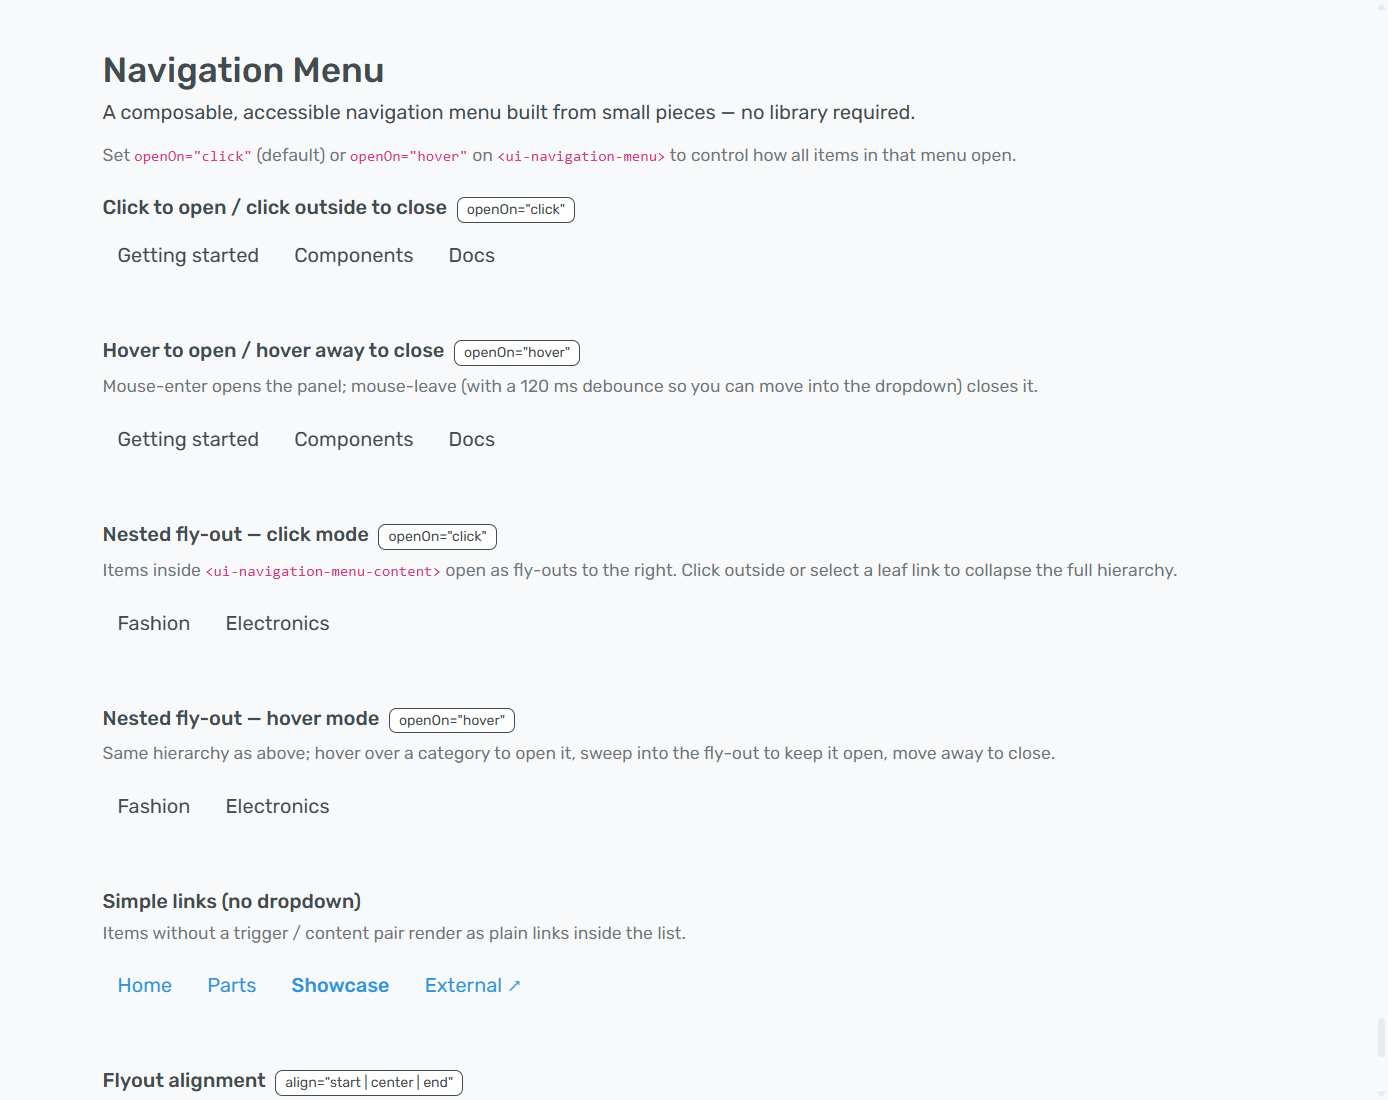 Navigation Menu
A composable, accessible navigation menu built from small pieces — no library required.
Set openOn="click" (default) or openOn="hover" on <ui-navigation-menu> to control how all items in that menu open.
Click to open / click outside to close openOn="click"
Getting started Components Docs
Hover to open / hover away to close openOn="hover"
Mouse-enter opens the panel; mouse-leave (with a 120 ms debounce so you can move into the dropdown) closes it.
Getting started Components Docs
Nested fly-out — click mode openOn="click"
Items inside <ui-navigation-menu-content> open as fly-outs to the right. Click outside or select a leaf link to collapse the full hierarchy.
Fashion Electronics
Nested fly-out — hover mode openOn="hover"
Same hierarchy as above; hover over a category to open it, sweep into the fly-out to keep it open, move away to close.
Fashion Electronics
Simple links (no dropdown)
Items without a trigger / content pair render as plain links inside the list.
Home Parts Showcase External ↗
Flyout alignment align="start | center | end"